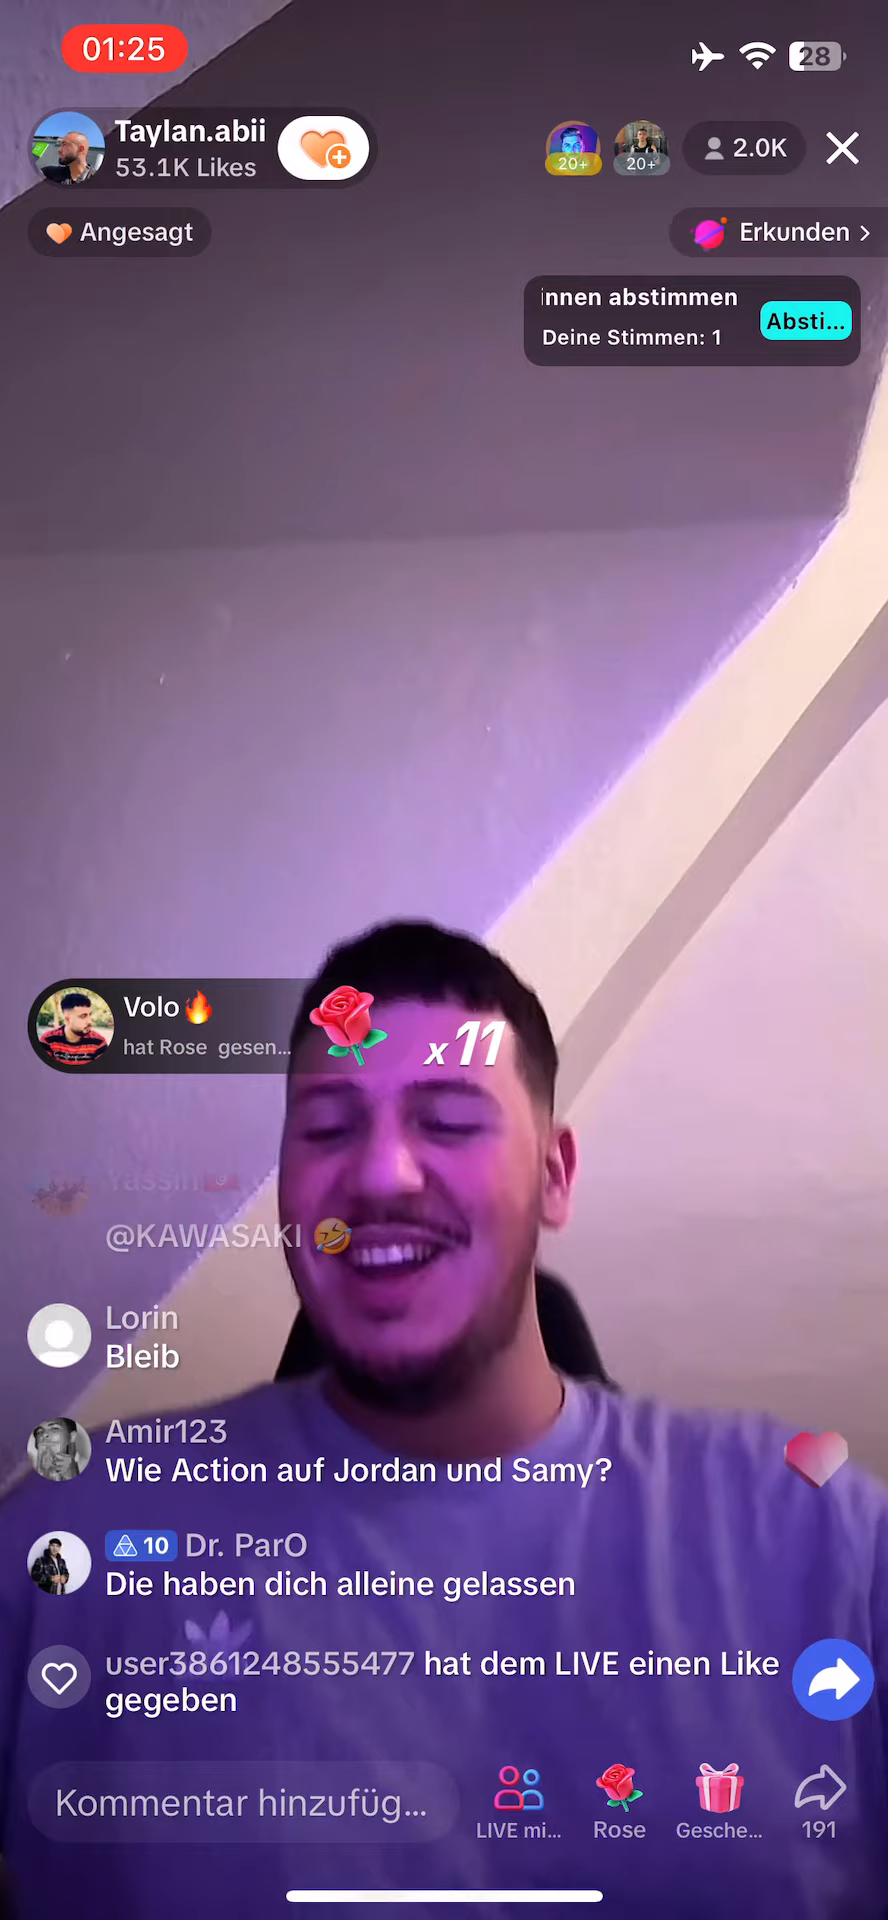 01:25
28
Taylan.abii
53.1K Likes
20+
20+
2.0K
Angesagt
Erkunden >
innen abstimmen
Deine Stimmen: 1
Absti...
Volo🔥
hat Rose gesen...
x11
Yassin🇹🇳
@KAWASAKI 🤣
Lorin
Bleib
Amir123
Wie Action auf Jordan und Samy?
10 Dr. ParO
Die haben dich alleine gelassen
user3861248555477 hat dem LIVE einen Like
gegeben
Kommentar hinzufüg...
LIVE mi...
Rose
Gesche...
191